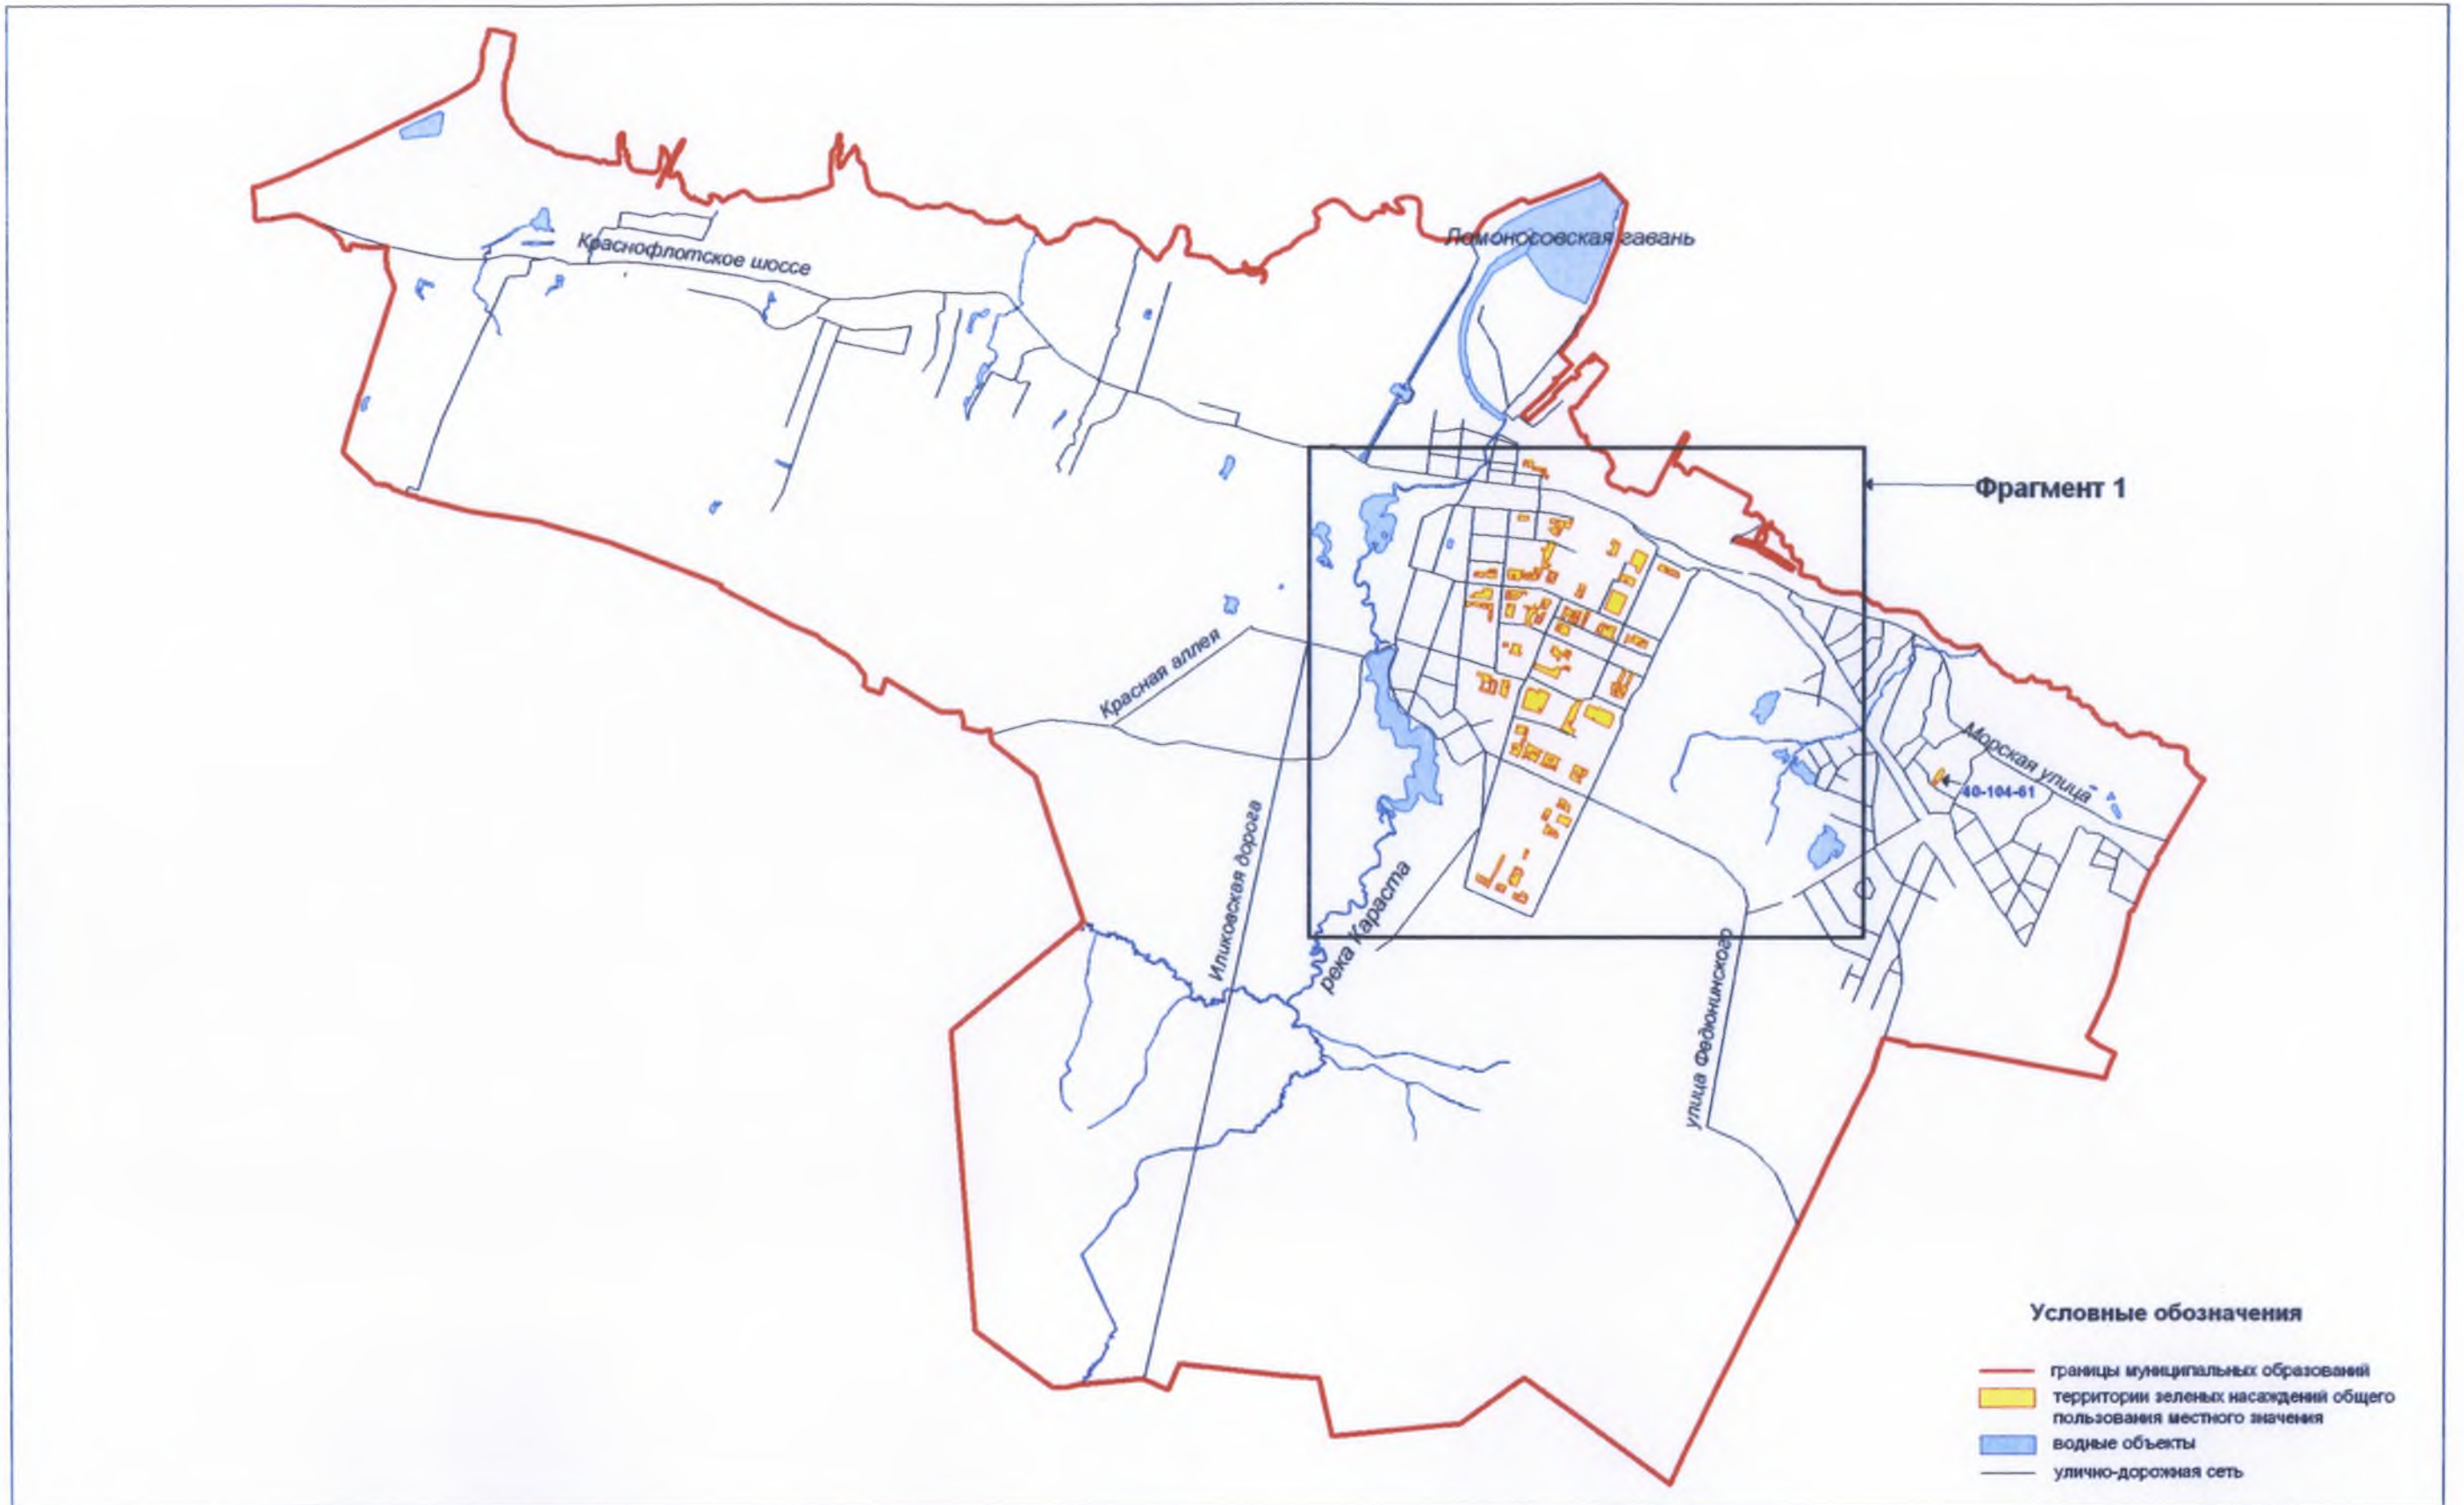 Ломоносовская гавань
Краснофлотское шоссе
Фрагмент 1
Красная аллея
Морская улица
40-104-61
Иликовская дорога
река Караста
улица Федюнинского
Условные обозначения
границы муниципальных образований
территории зеленых насаждений общего
пользования местного значения
водные объекты
улично-дорожная сеть